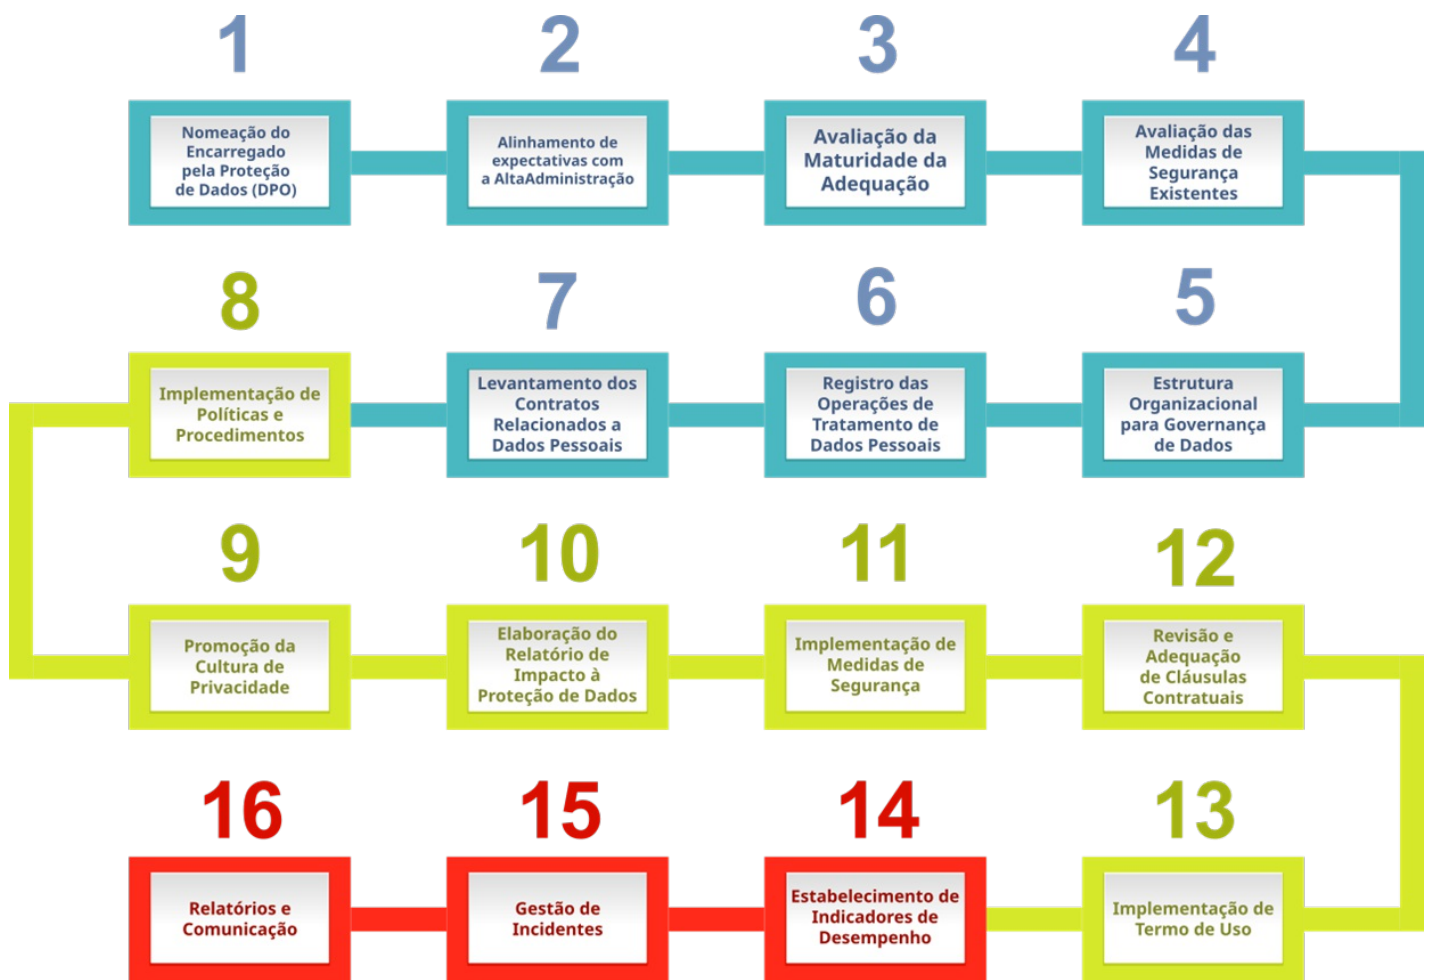 1
Nomeação do
Encarregado
pela Proteção
de Dados (DPO)
2
Alinhamento de
expectativas com
a AltaAdministração
3
Avaliação da
Maturidade da
Adequação
4
Avaliação das
Medidas de
Segurança
Existentes
5
Estrutura
Organizacional
para Governança
de Dados
6
Registro das
Operações de
Tratamento de
Dados Pessoais
7
Levantamento dos
Contratos
Relacionados a
Dados Pessoais
8
Implementação de
Políticas e
Procedimentos
9
Promoção da
Cultura de
Privacidade
10
Elaboração do
Relatório de
Impacto à
Proteção de Dados
11
Implementação de
Medidas de
Segurança
12
Revisão e
Adequação
de Cláusulas
Contratuais
13
Implementação de
Termo de Uso
14
Estabelecimento de
Indicadores de
Desempenho
15
Gestão de
Incidentes
16
Relatórios e
Comunicação